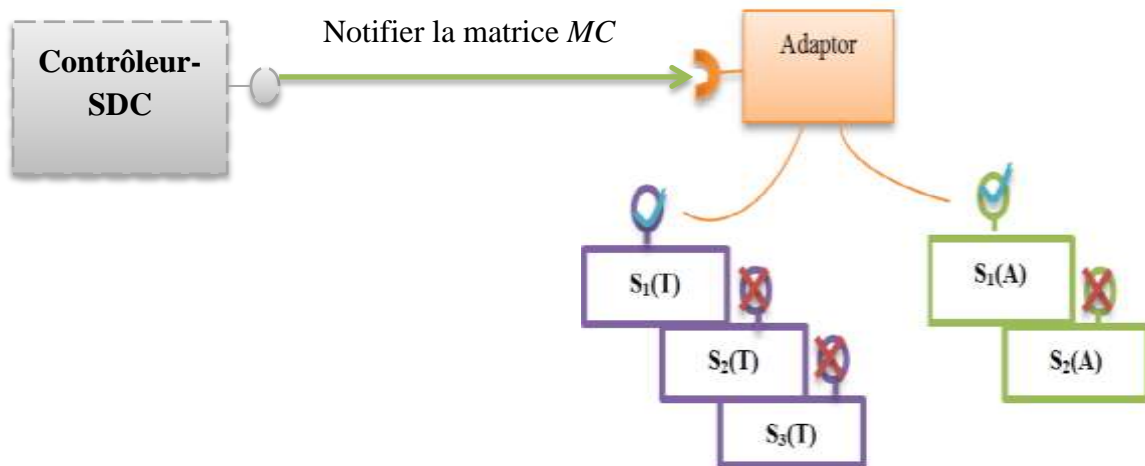 Notifier la matrice MC
Contrôleur-
SDC
Adaptor
S₁(T)
S₂(T)
S₃(T)
S₁(A)
S₂(A)